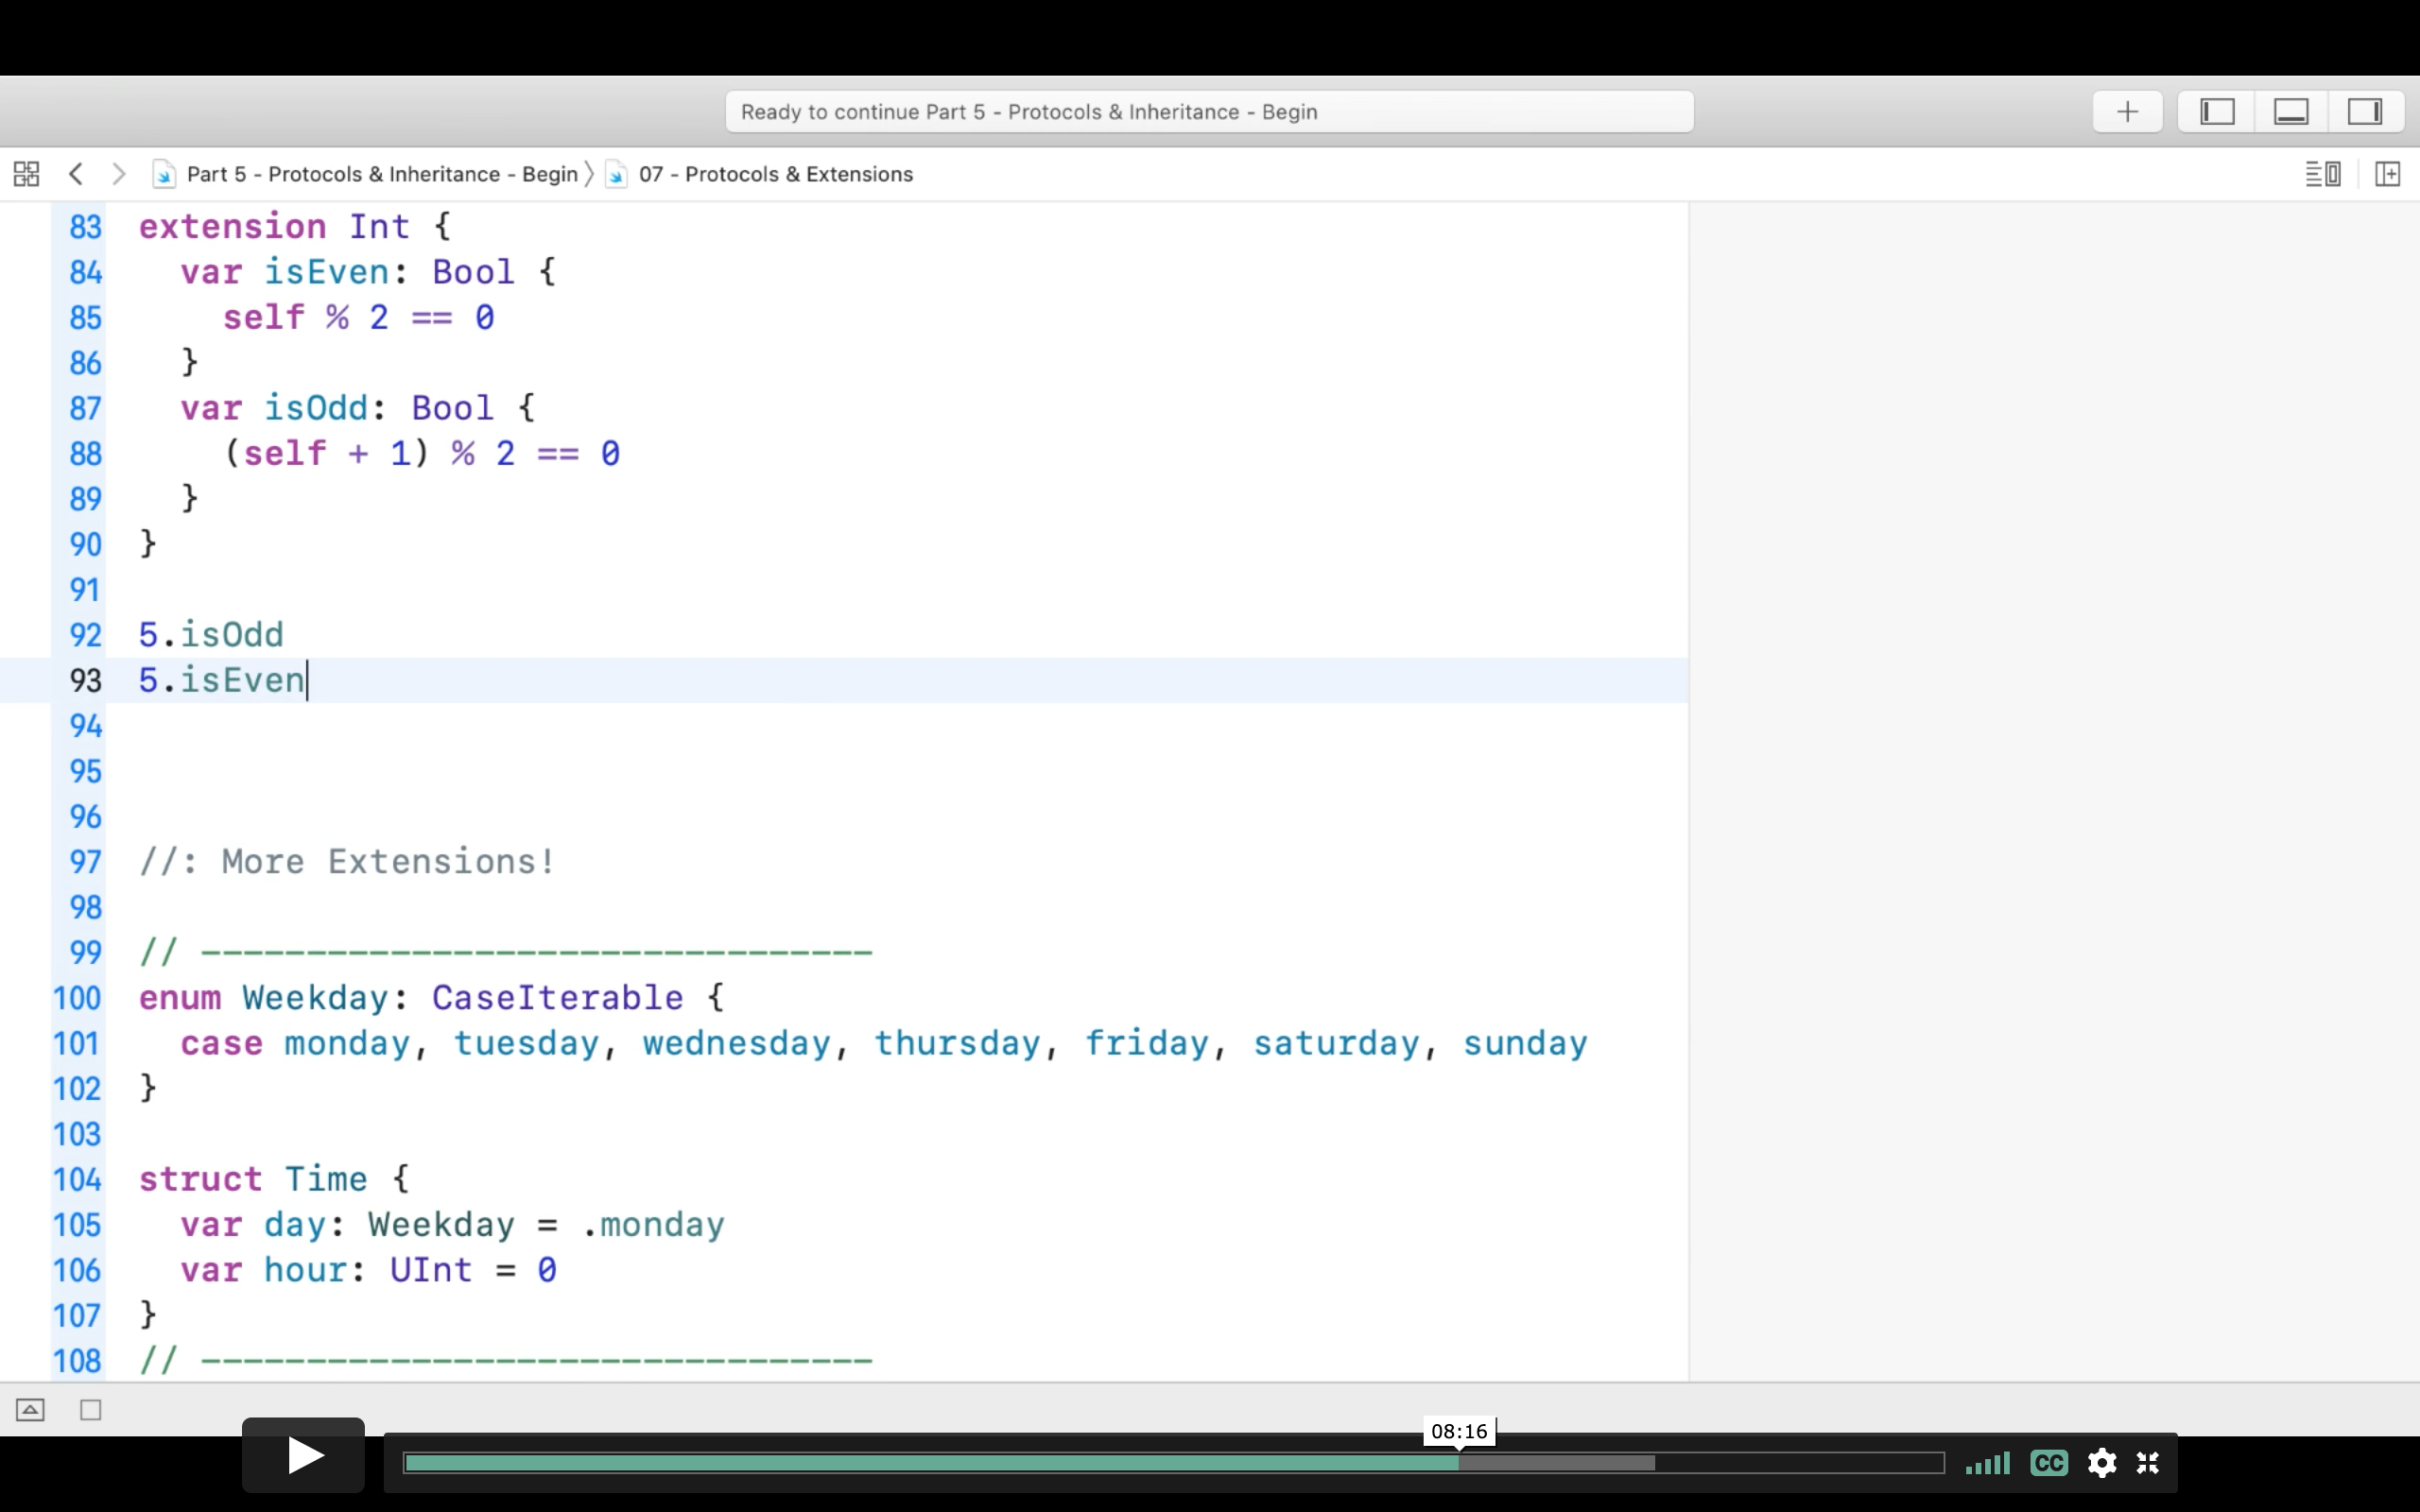 Ready to continue Part 5 - Protocols & Inheritance - Begin
Part 5 - Protocols & Inheritance - Begin 〉 07 - Protocols & Extensions
83 extension Int {
84   var isEven: Bool {
85     self % 2 == 0
86   }
87   var isOdd: Bool {
88     (self + 1) % 2 == 0
89   }
90 }
91
92 5.isOdd
93 5.isEven
94
95
96
97 //: More Extensions!
98
99 // --------------------------------
100 enum Weekday: CaseIterable {
101   case monday, tuesday, wednesday, thursday, friday, saturday, sunday
102 }
103
104 struct Time {
105   var day: Weekday = .monday
106   var hour: UInt = 0
107 }
108 // --------------------------------
08:16
CC